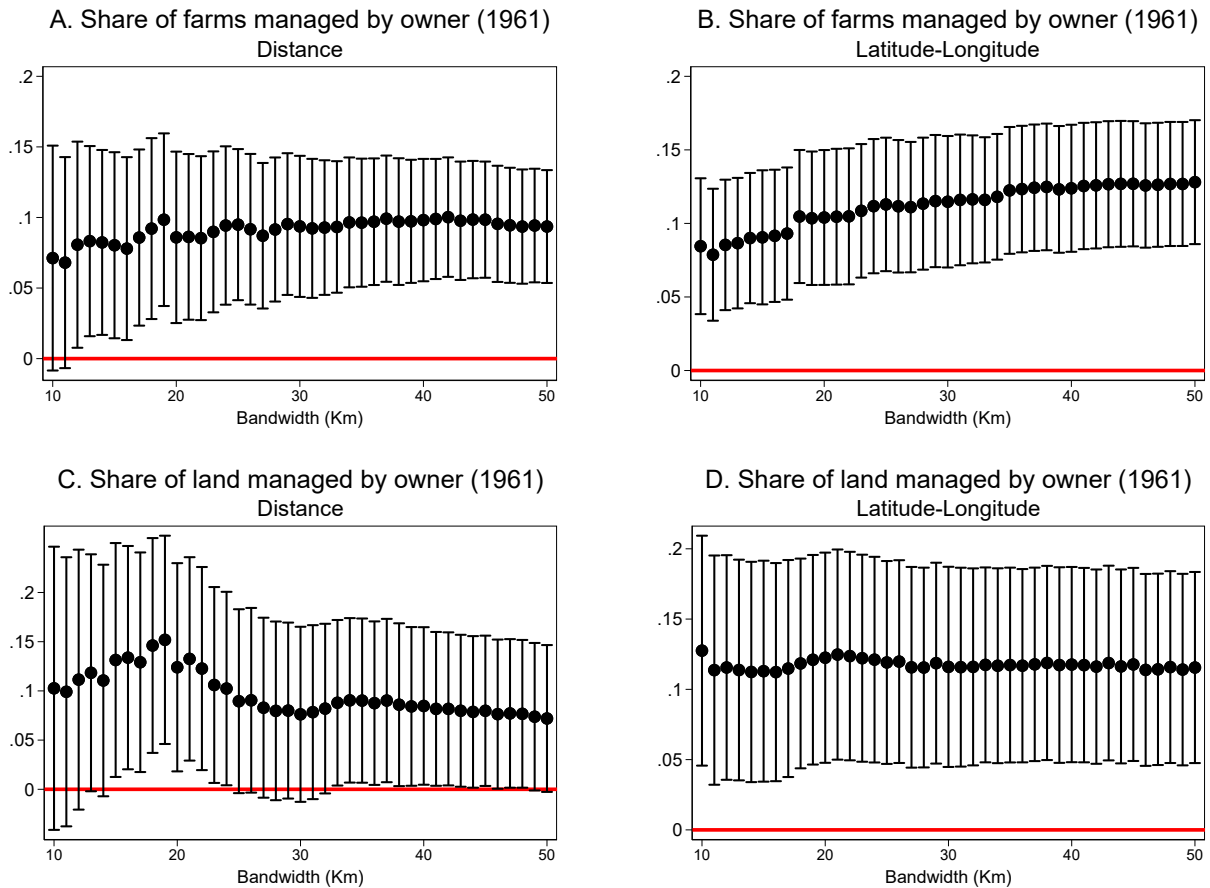 A. Share of farms managed by owner (1961)
Distance
.2
.15
.1
.05
0
10 20 30 40 50
Bandwidth (Km)
B. Share of farms managed by owner (1961)
Latitude-Longitude
.2
.15
.1
.05
0
10 20 30 40 50
Bandwidth (Km)
C. Share of land managed by owner (1961)
Distance
.2
.15
.1
.05
0
10 20 30 40 50
Bandwidth (Km)
D. Share of land managed by owner (1961)
Latitude-Longitude
.2
.15
.1
.05
0
10 20 30 40 50
Bandwidth (Km)